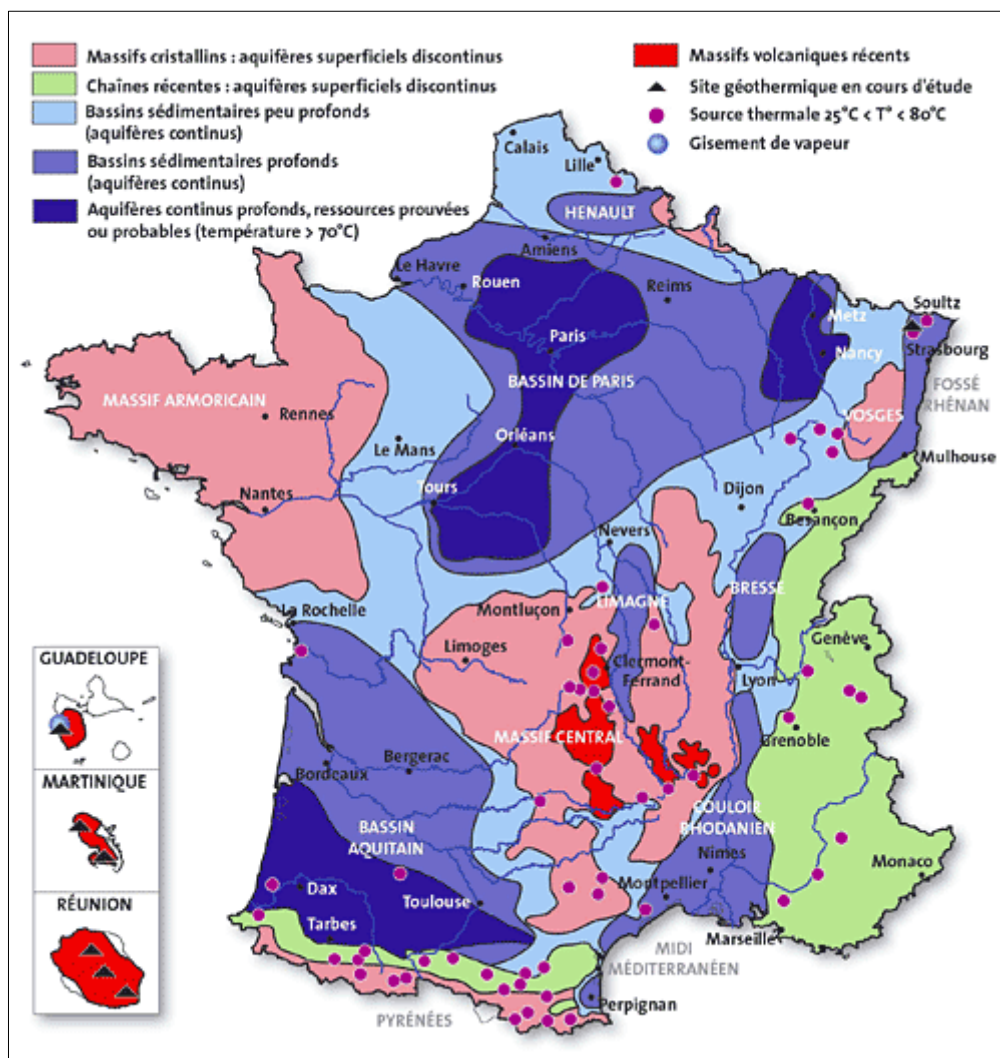 Massifs cristallins : aquifères superficiels discontinus
Chaînes récentes : aquifères superficiels discontinus
Bassins sédimentaires peu profonds
(aquifères continus)
Bassins sédimentaires profonds
(aquifères continus)
Aquifères continus profonds, ressources prouvées
ou probables (température > 70°C)
Massifs volcaniques récents
Site géothermique en cours d'étude
Source thermale 25°C < T° < 80°C
Gisement de vapeur
Calais
Lille
HENAULT
Amiens
Le Havre
Rouen
Reims
Metz
Soultz
Paris
Nancy
Strasbourg
BASSIN DE PARIS
FOSSÉ
RHÉNAN
MASSIF ARMORICAIN
Rennes
VOSGES
Le Mans
Orléans
Mulhouse
Tours
Dijon
Nantes
Besançon
Nevers
BRESSE
La Rochelle
Montluçon
LIMAGNE
Limoges
Genève
Clermont-
Ferrand
Lyon
MASSIF CENTRAL
Grenoble
Bergerac
Bordeaux
COULOIR
RHODANIEN
BASSIN
AQUITAIN
Nîmes
Monaco
Dax
Montpellier
Toulouse
Tarbes
Marseille
MIDI
MÉDITERRANÉEN
Perpignan
PYRÉNÉES
GUADELOUPE
MARTINIQUE
RÉUNION